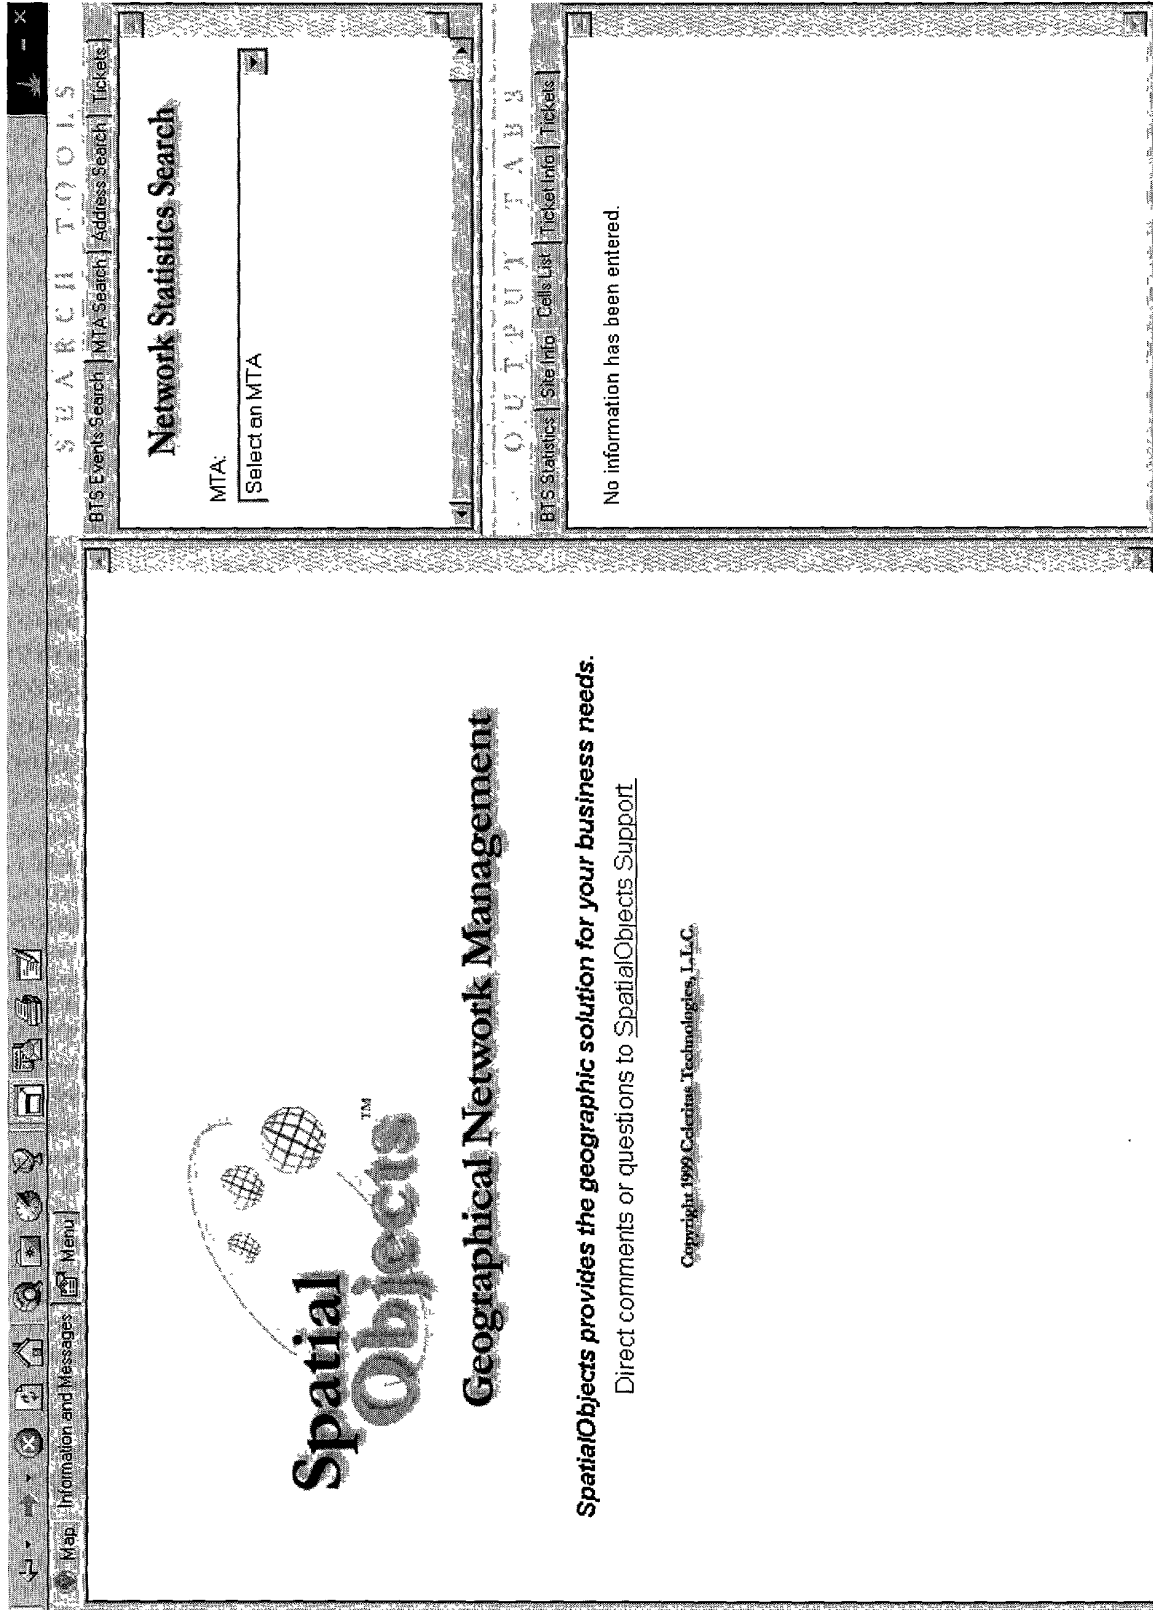 Map Information and Messages Menu
Spatial
Objects™
Geographical Network Management
SpatialObjects provides the geographic solution for your business needs.
Direct comments or questions to SpatialObjects Support
Copyright 1999 Celeritas Technologies, L.L.C.
SEARCH TOOLS
BTS Events Search MTA Search Address Search Tickets
Network Statistics Search
MTA:
Select an MTA
OUTPUT TABS
BTS Statistics Site Info Cells List Ticket Info Tickets
No information has been entered.